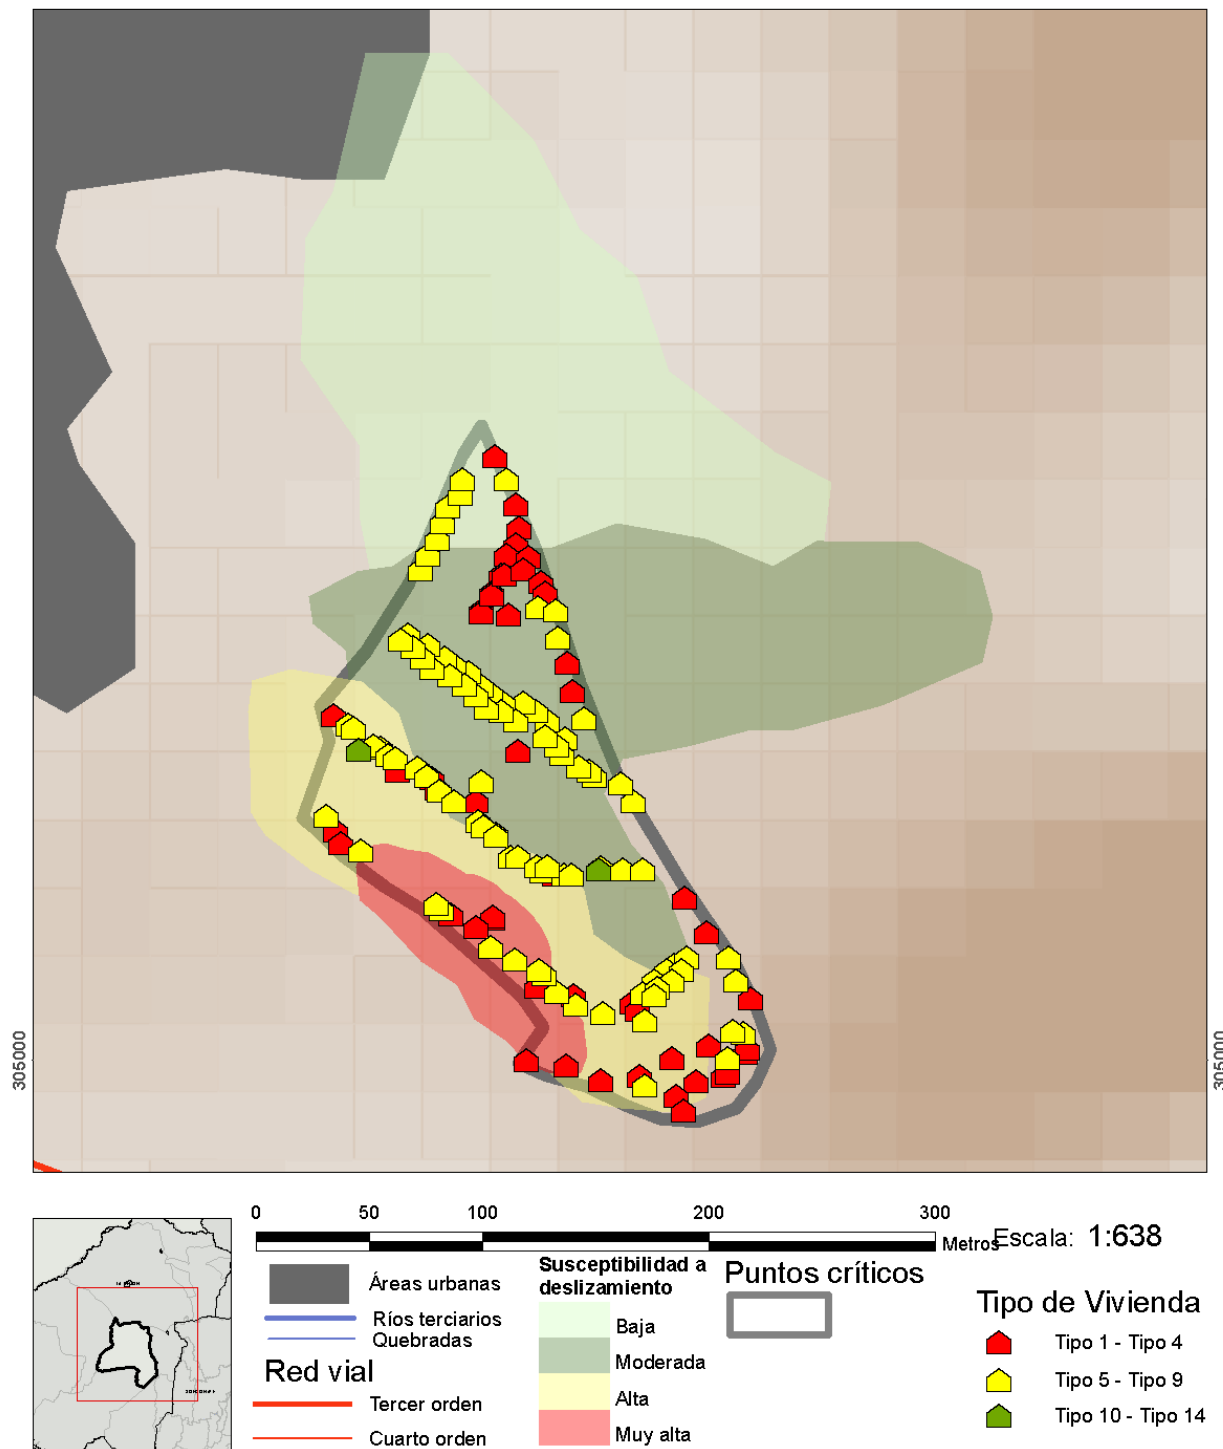 305000
305000
0 50 100 200 300
Metros
Escala: 1:638
Áreas urbanas
Ríos terciarios
Quebradas
Red vial
Tercer orden
Cuarto orden
Susceptibilidad a
deslizamiento
Baja
Moderada
Alta
Muy alta
Puntos críticos
Tipo de Vivienda
Tipo 1 - Tipo 4
Tipo 5 - Tipo 9
Tipo 10 - Tipo 14